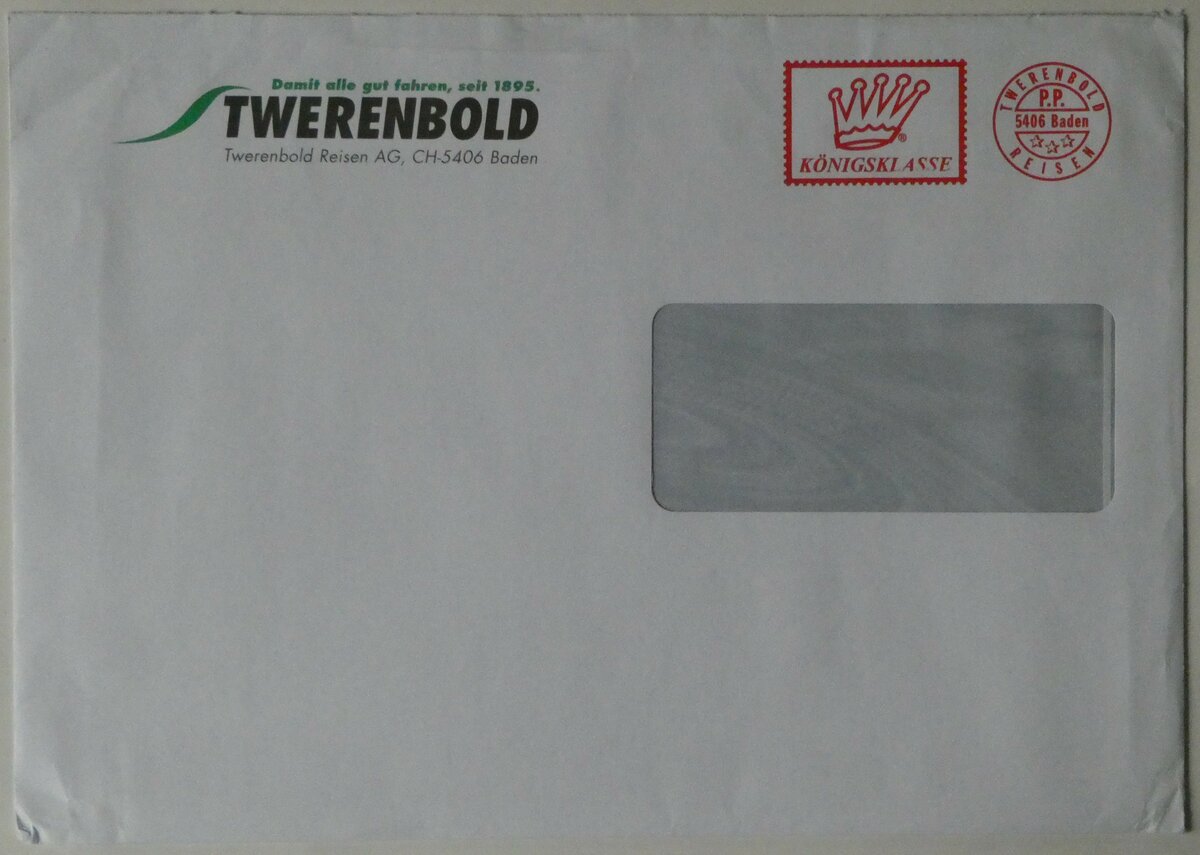 Damit alle gut fahren, seit 1895.
TWERENBOLD
Twerenbold Reisen AG, CH-5406 Baden
®
KÖNIGSKLASSE
TWERENBOLD
P.P.
5406 Baden
REISEN